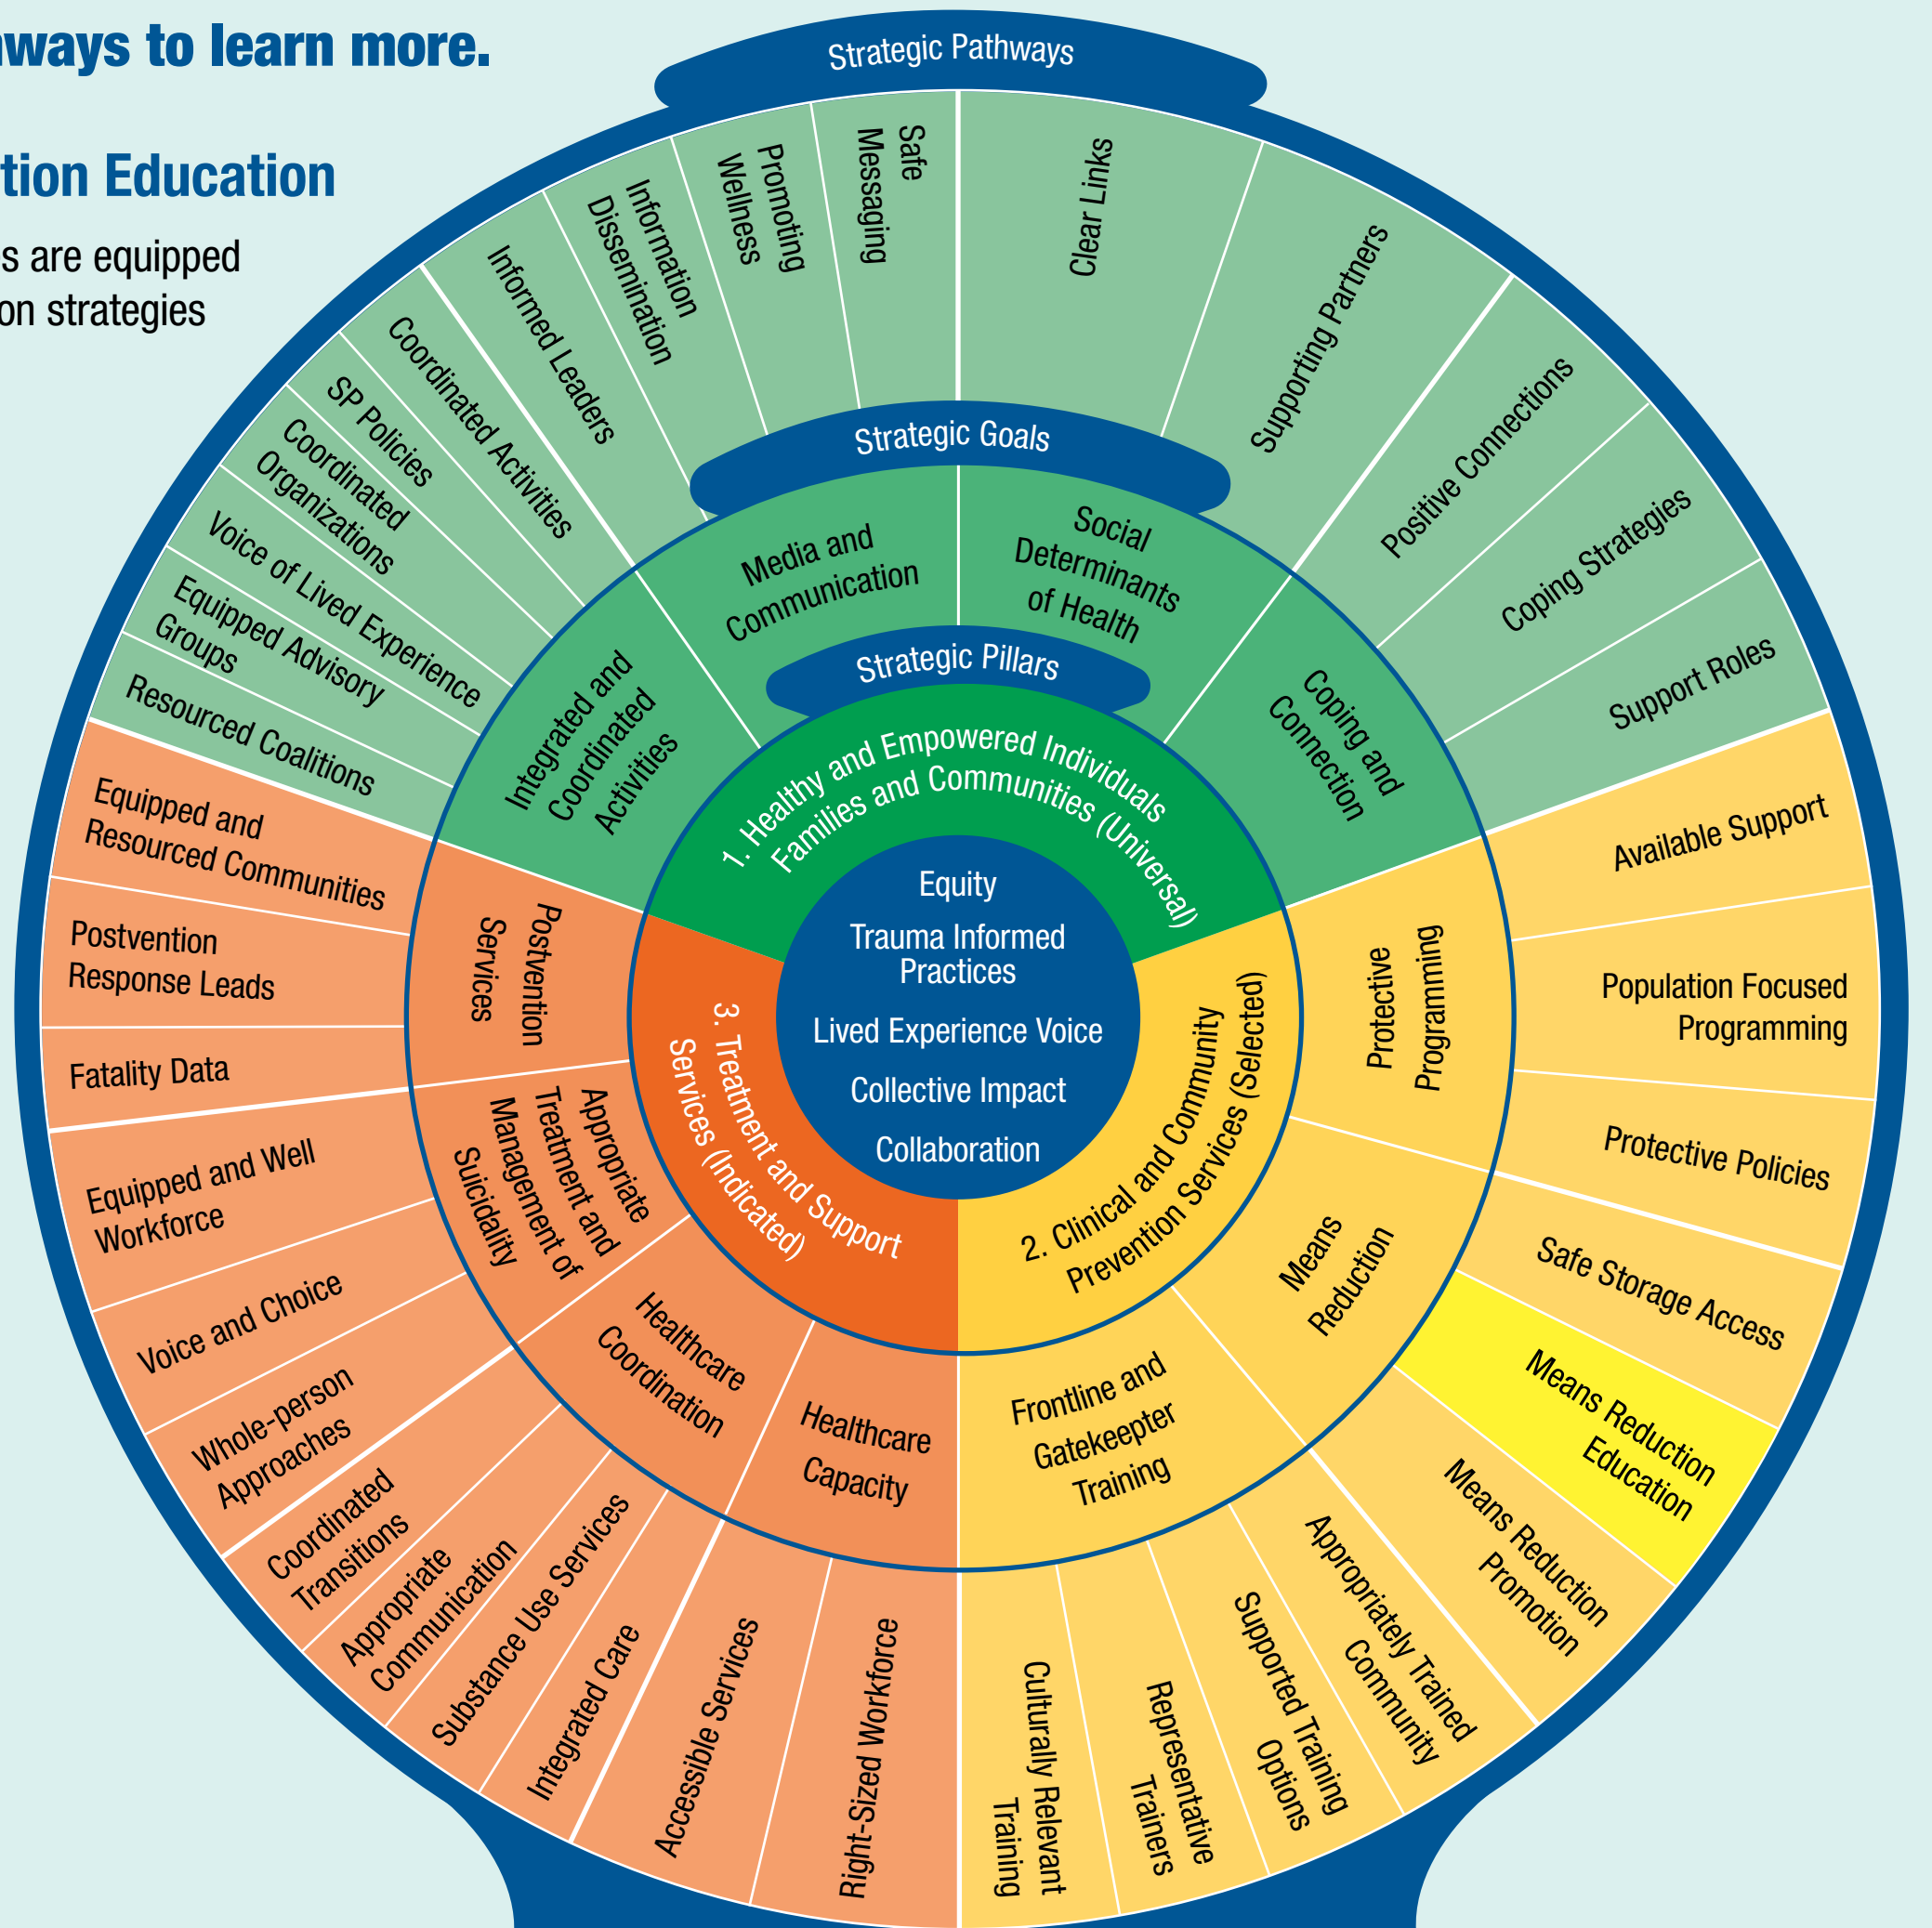 ways to learn more.
tion Education
s are equipped
on strategies
Strategic Pathways
Safe
Messaging
Promoting
Wellness
Information
Dissemination
Informed Leaders
Coordinated Activities
SP Policies
Coordinated
Organizations
Voice of Lived Experience
Equipped Advisory
Groups
Resourced Coalitions
Clear Links
Supporting Partners
Positive Connections
Coping Strategies
Support Roles
Available Support
Population Focused
Programming
Protective Policies
Safe Storage Access
Means Reduction
Education
Means Reduction
Promotion
Appropriately Trained
Community
Supported Training
Options
Representative
Trainers
Culturally Relevant
Training
Right-Sized Workforce
Accessible Services
Integrated Care
Substance Use Services
Appropriate
Communication
Coordinated
Transitions
Whole-person
Approaches
Voice and Choice
Equipped and Well
Workforce
Fatality Data
Postvention
Response Leads
Equipped and
Resourced Communities
Strategic Goals
Media and
Communication
Social
Determinants
of Health
Coping and
Connection
Protective
Programming
Means
Reduction
Frontline and
Gatekeeper
Training
Healthcare
Capacity
Healthcare
Coordination
Appropriate
Treatment and
Management of
Suicidality
Postvention
Services
Integrated and
Coordinated
Activities
Strategic Pillars
1. Healthy and Empowered Individuals
Families and Communities (Universal)
2. Clinical and Community
Prevention Services (Selected)
3. Treatment and Support
Services (Indicated)
Equity
Trauma Informed
Practices
Lived Experience Voice
Collective Impact
Collaboration